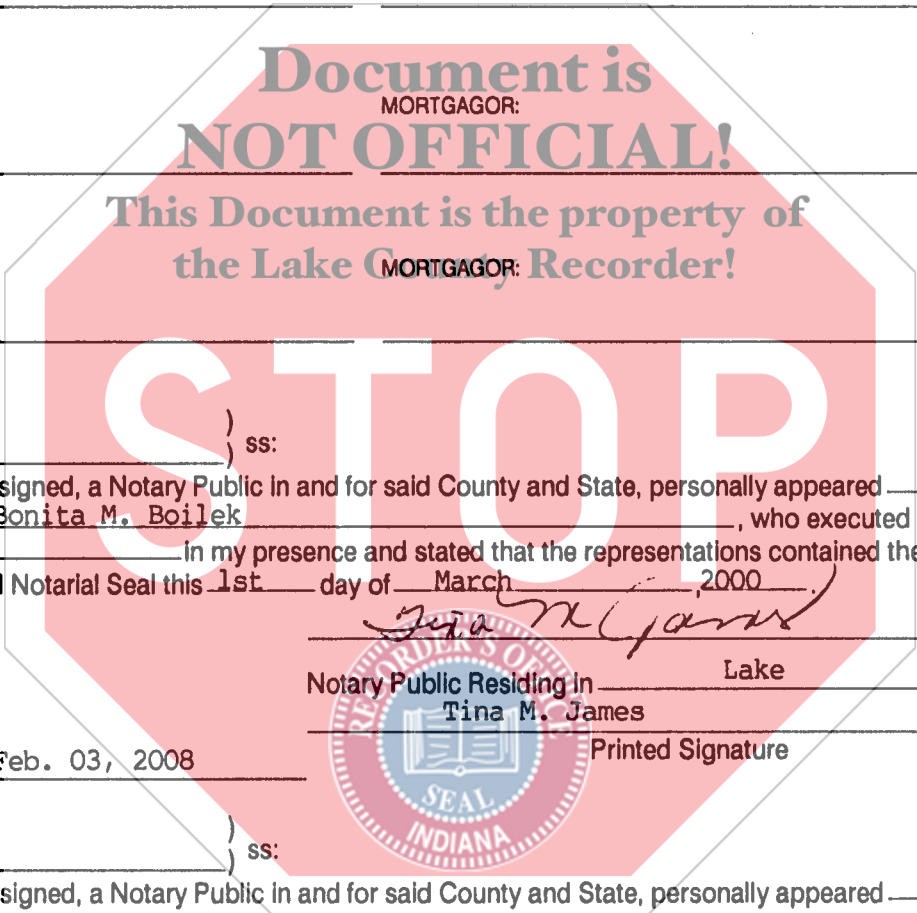 Document is
MORTGAGOR:
NOT OFFICIAL!
This Document is the property of
the Lake County Recorder!
MORTGAGOR:
STOP
)
) ss:
signed, a Notary Public in and for said County and State, personally appeared
Bonita M. Boilek, who executed
in my presence and stated that the representations contained the
Notarial Seal this 1st day of March, 2000.
Tina M James
Notary Public Residing in Lake
Tina M. James
Printed Signature
Feb. 03, 2008
RECORDER'S OFFICE
SEAL
INDIANA
)
) ss:
signed, a Notary Public in and for said County and State, personally appeared